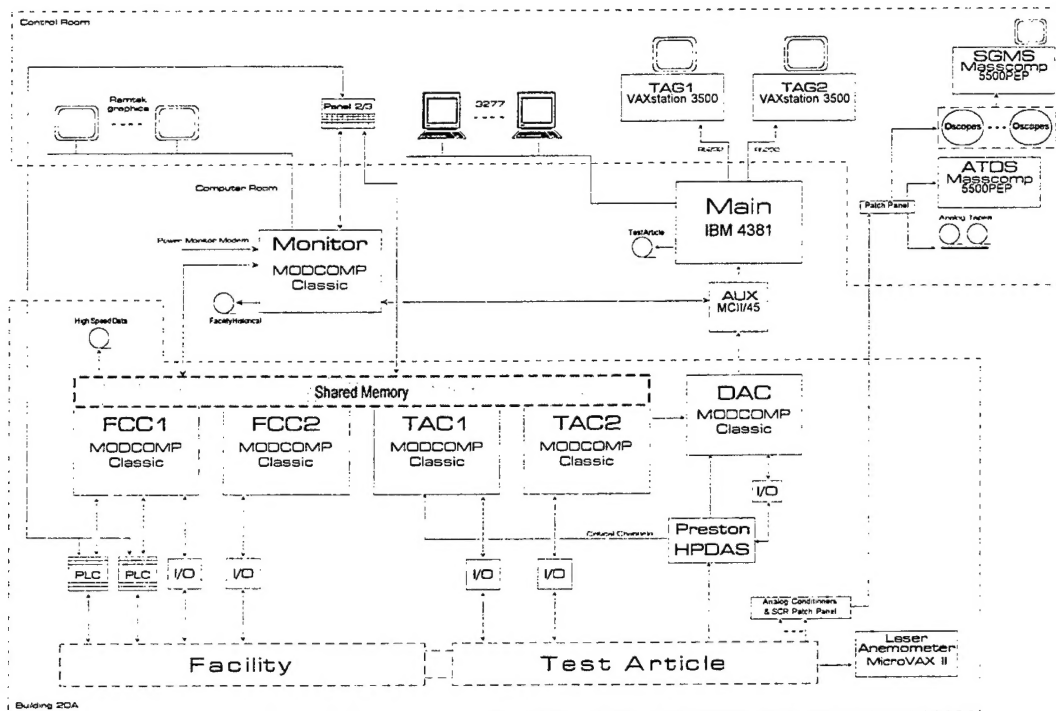 Control Room
Ramtek
graphics
Panel 2/3
3277
TAG1
VAXstation 3500
TAG2
VAXstation 3500
SGMS
Masscomp
5500PEP
Oscopes
Oscopes
RS232
RS232
ATDS
Masscomp
5500PEP
Patch Panel
Analog Tapes
Computer Room
Power Monitor Modem
Monitor
MODCOMP
Classic
Main
IBM 4381
Test Article
AUX
MCII/45
Facility Historical
High Speed Data
Shared Memory
FCC1
MODCOMP
Classic
FCC2
MODCOMP
Classic
TAC1
MODCOMP
Classic
TAC2
MODCOMP
Classic
DAC
MODCOMP
Classic
I/O
Critical Channels
Preston
HPDAS
PLC
PLC
I/O
I/O
I/O
I/O
Analog Conditioners
& SCR Patch Panel
Facility
Test Article
Laser
Anemometer
MicroVAX II
Building 20A